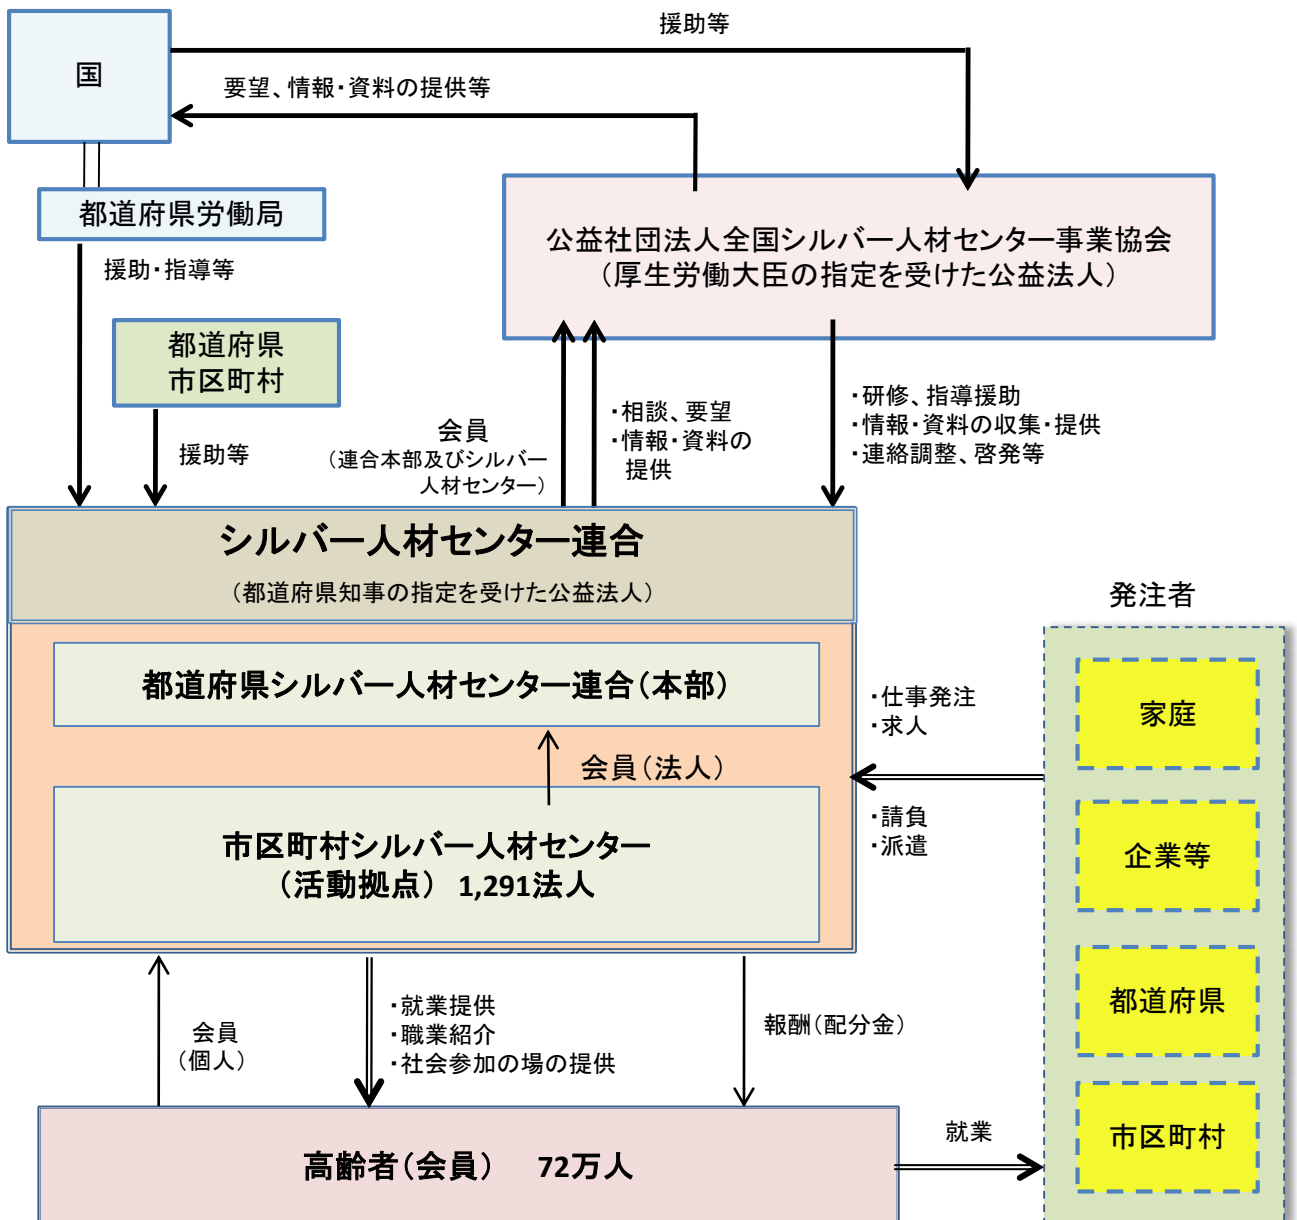 援助等
国
要望、情報・資料の提供等
都道府県労働局
公益社団法人全国シルバー人材センター事業協会
（厚生労働大臣の指定を受けた公益法人）
援助・指導等
都道府県
市区町村
援助等
会員
（連合本部及びシルバー
人材センター）
・相談、要望
・情報・資料の
提供
・研修、指導援助
・情報・資料の収集・提供
・連絡調整、啓発等
シルバー人材センター連合
（都道府県知事の指定を受けた公益法人）
都道府県シルバー人材センター連合（本部）
会員（法人）
市区町村シルバー人材センター
（活動拠点） 1,291法人
・仕事発注
・求人
・請負
・派遣
発注者
家庭
企業等
都道府県
市区町村
会員
（個人）
・就業提供
・職業紹介
・社会参加の場の提供
報酬（配分金）
高齢者（会員） 72万人
就業